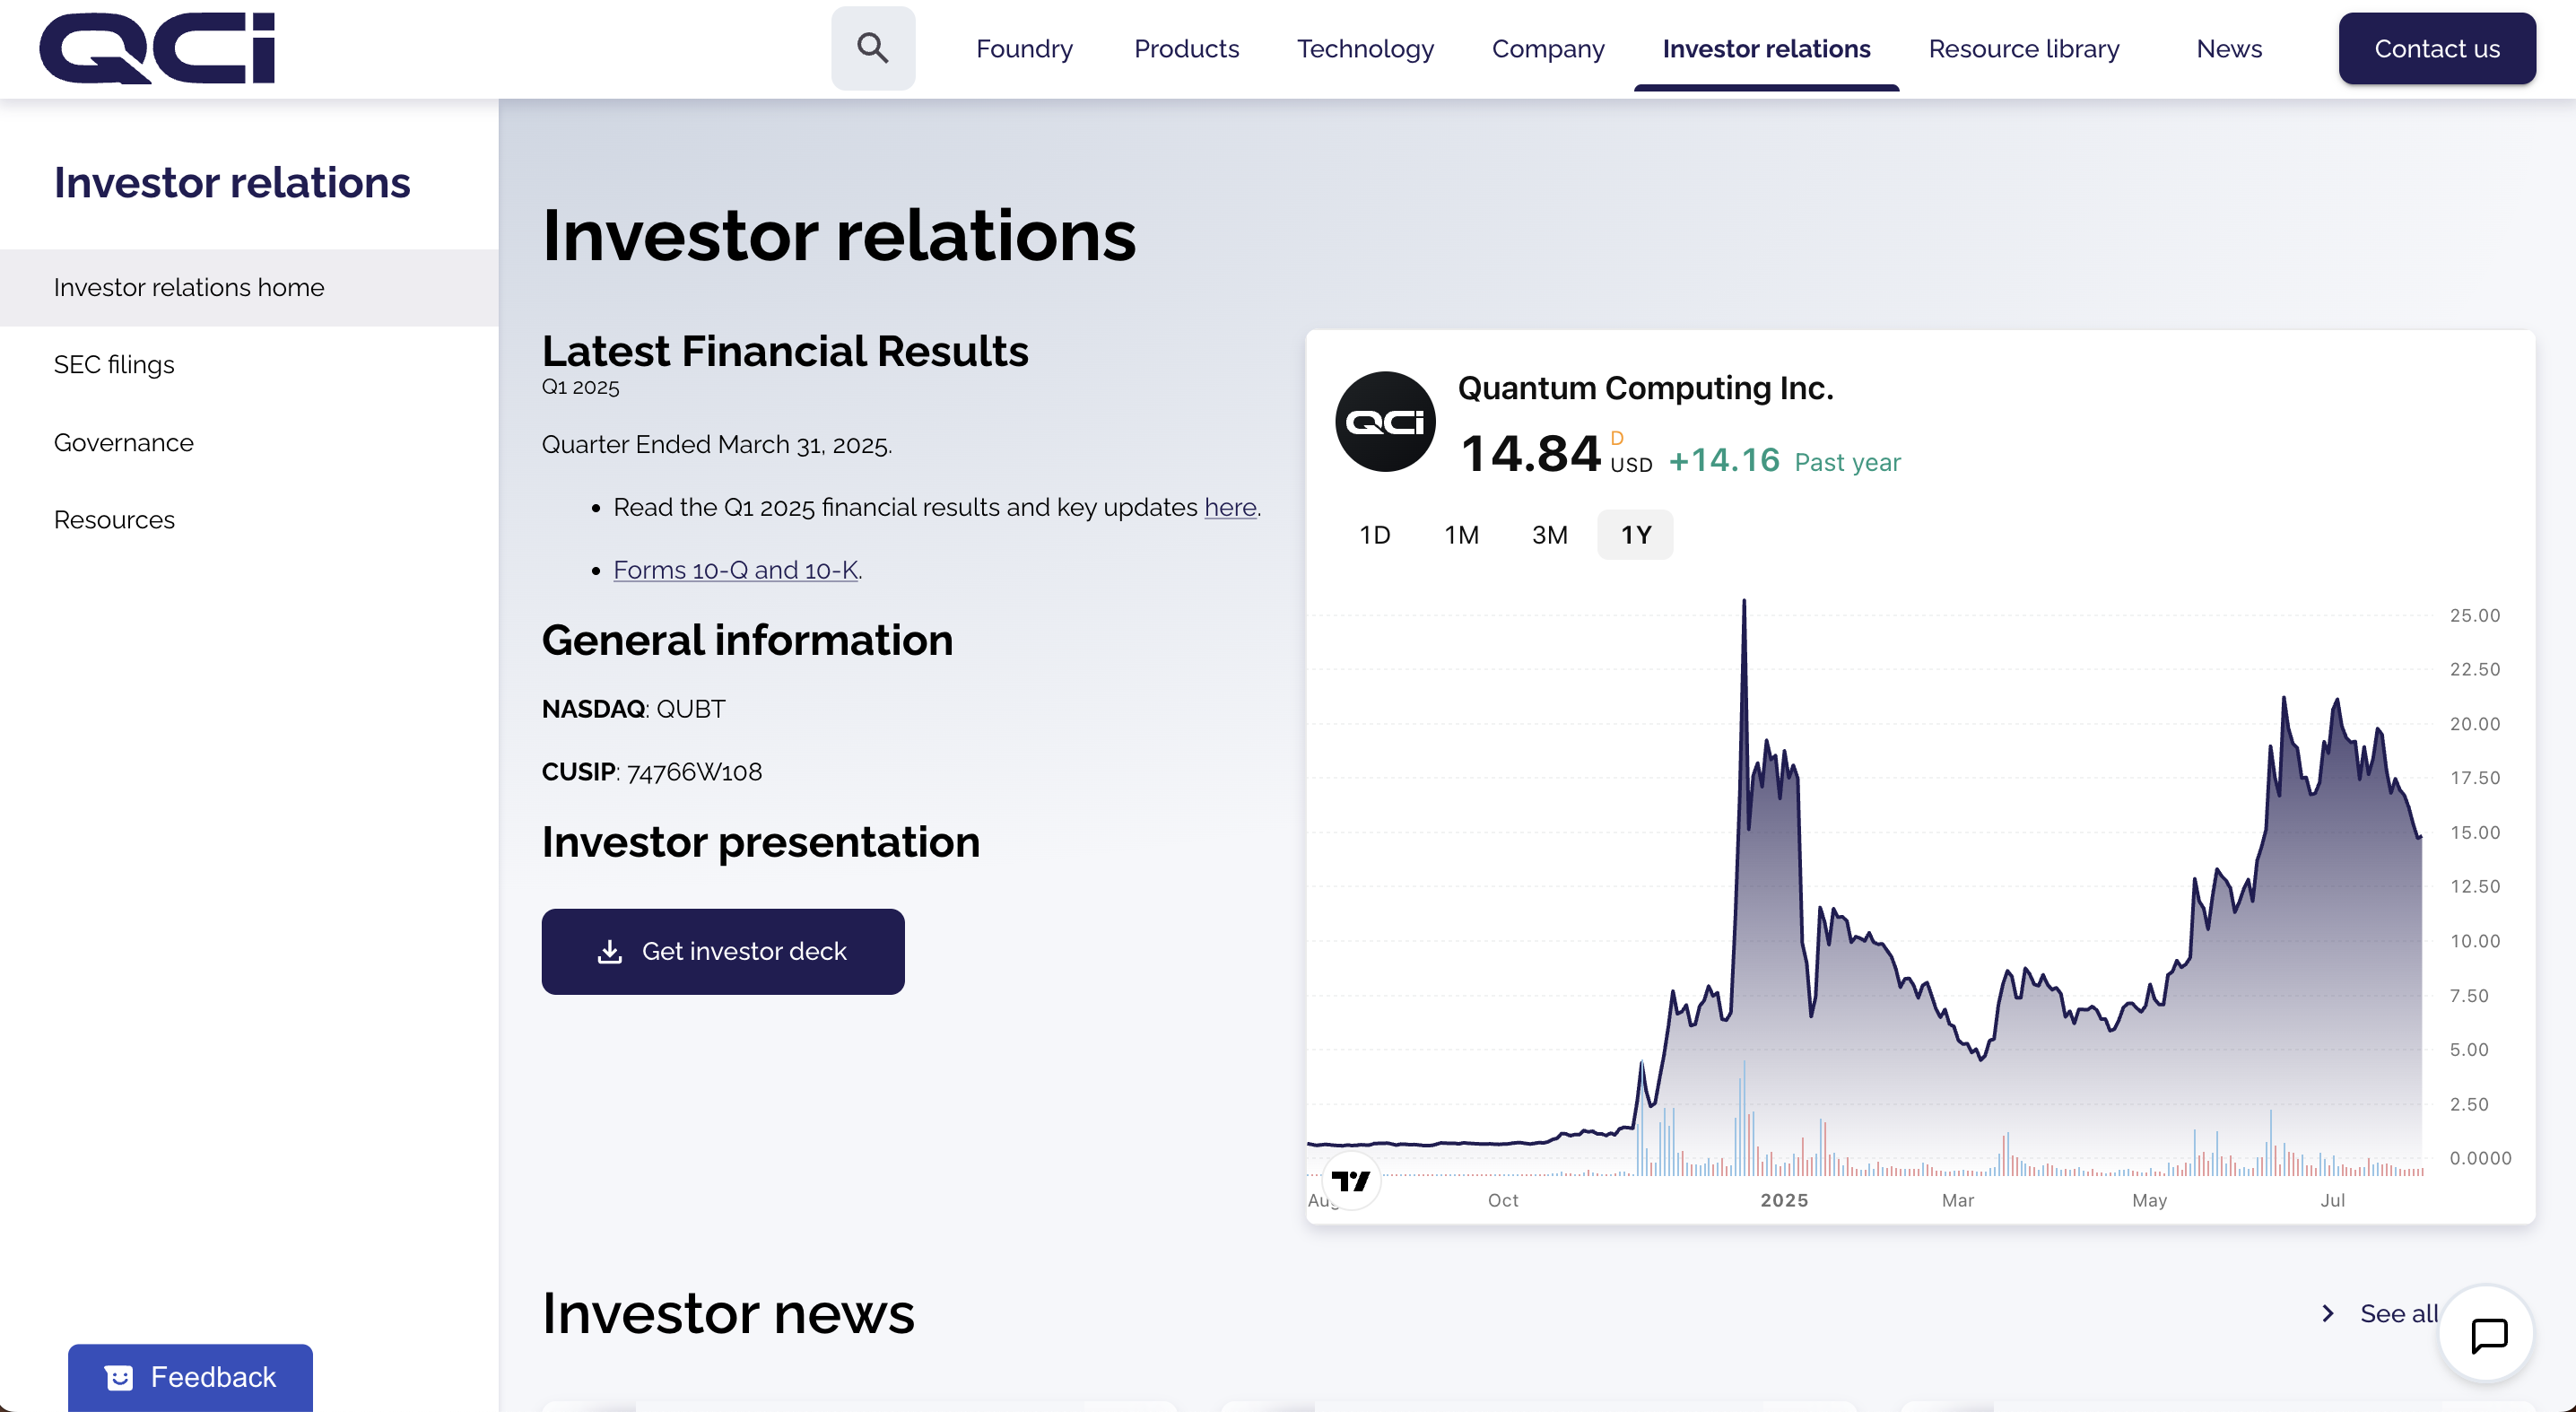 QCi
Foundry
Products
Technology
Company
Investor relations
Resource library
News
Contact us
Investor relations
Investor relations home
SEC filings
Governance
Resources
Investor relations
Latest Financial Results
Q1 2025
Quarter Ended March 31, 2025.
• Read the Q1 2025 financial results and key updates here.
• Forms 10-Q and 10-K.
General information
NASDAQ: QUBT
CUSIP: 74766W108
Investor presentation
Get investor deck
QCi
Quantum Computing Inc.
14.84 D USD +14.16 Past year
1D 1M 3M 1Y
25.00
22.50
20.00
17.50
15.00
12.50
10.00
7.50
5.00
2.50
0.0000
Oct 2025 Mar May Jul
Investor news
See all
Feedback